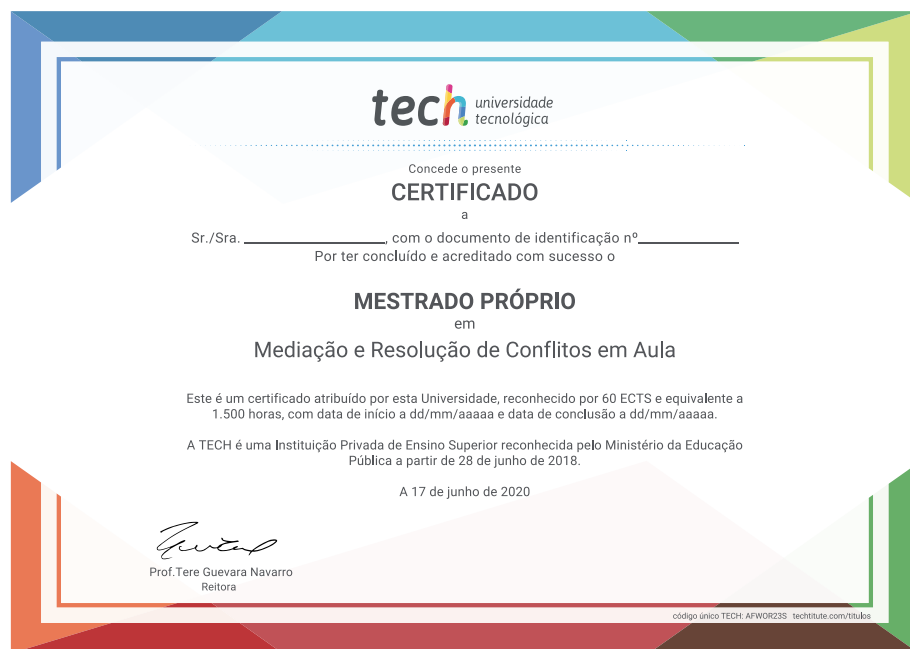 tech universidade
tecnológica
Concede o presente
CERTIFICADO
a
Sr./Sra. ________________, com o documento de identificação nº____________
Por ter concluído e acreditado com sucesso o
MESTRADO PRÓPRIO
em
Mediação e Resolução de Conflitos em Aula
Este é um certificado atribuído por esta Universidade, reconhecido por 60 ECTS e equivalente a
1.500 horas, com data de início a dd/mm/aaaaa e data de conclusão a dd/mm/aaaaa.
A TECH é uma Instituição Privada de Ensino Superior reconhecida pelo Ministério da Educação
Pública a partir de 28 de junho de 2018.
A 17 de junho de 2020
Prof.Tere Guevara Navarro
Reitora
código único TECH: AFWOR23S techtitute.com/titulos